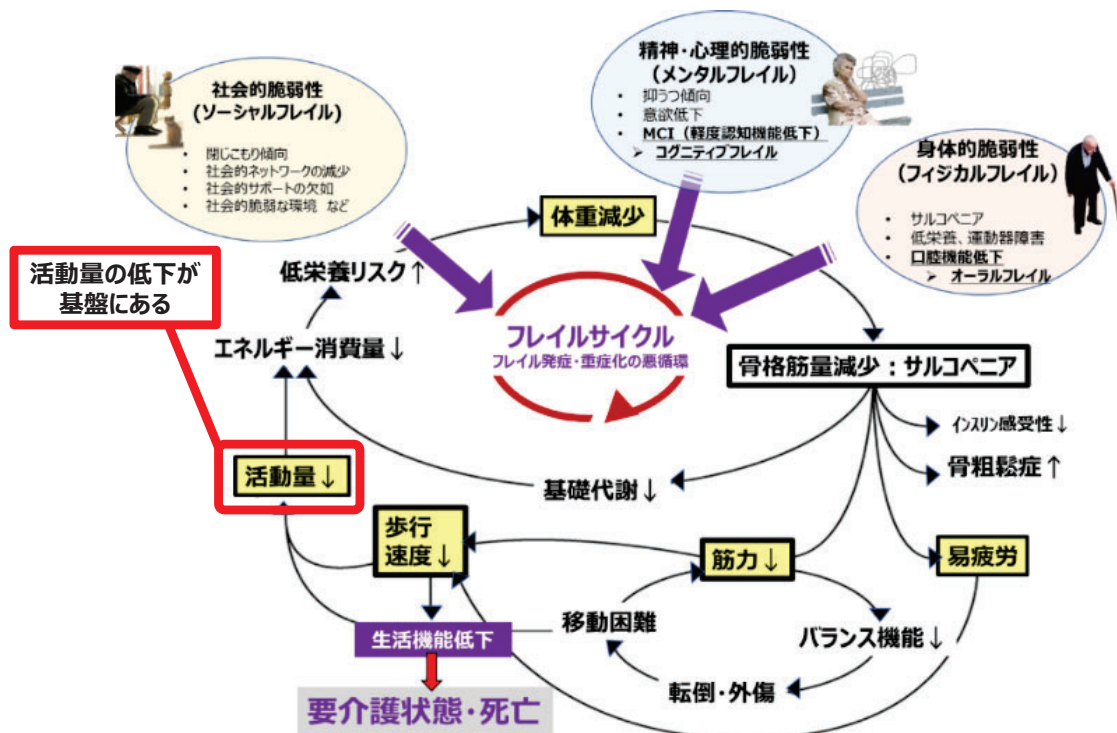 社会的脆弱性
(ソーシャルフレイル)
• 閉じこもり傾向
• 社会的ネットワークの減少
• 社会的サポートの欠如
• 社会的脆弱な環境 など
精神・心理的脆弱性
(メンタルフレイル)
• 抑うつ傾向
• 意欲低下
• MCI（軽度認知機能低下）
➢ コグニティブフレイル
身体的脆弱性
(フィジカルフレイル)
• サルコペニア
• 低栄養、運動器障害
• 口腔機能低下
➢ オーラルフレイル
活動量の低下が
基盤にある
体重減少
低栄養リスク↑
エネルギー消費量↓
フレイルサイクル
フレイル発症・重症化の悪循環
骨格筋量減少：サルコペニア
インスリン感受性↓
骨粗鬆症↑
活動量↓
基礎代謝↓
歩行
速度↓
筋力↓
易疲労
生活機能低下
移動困難
バランス機能↓
転倒・外傷
要介護状態・死亡